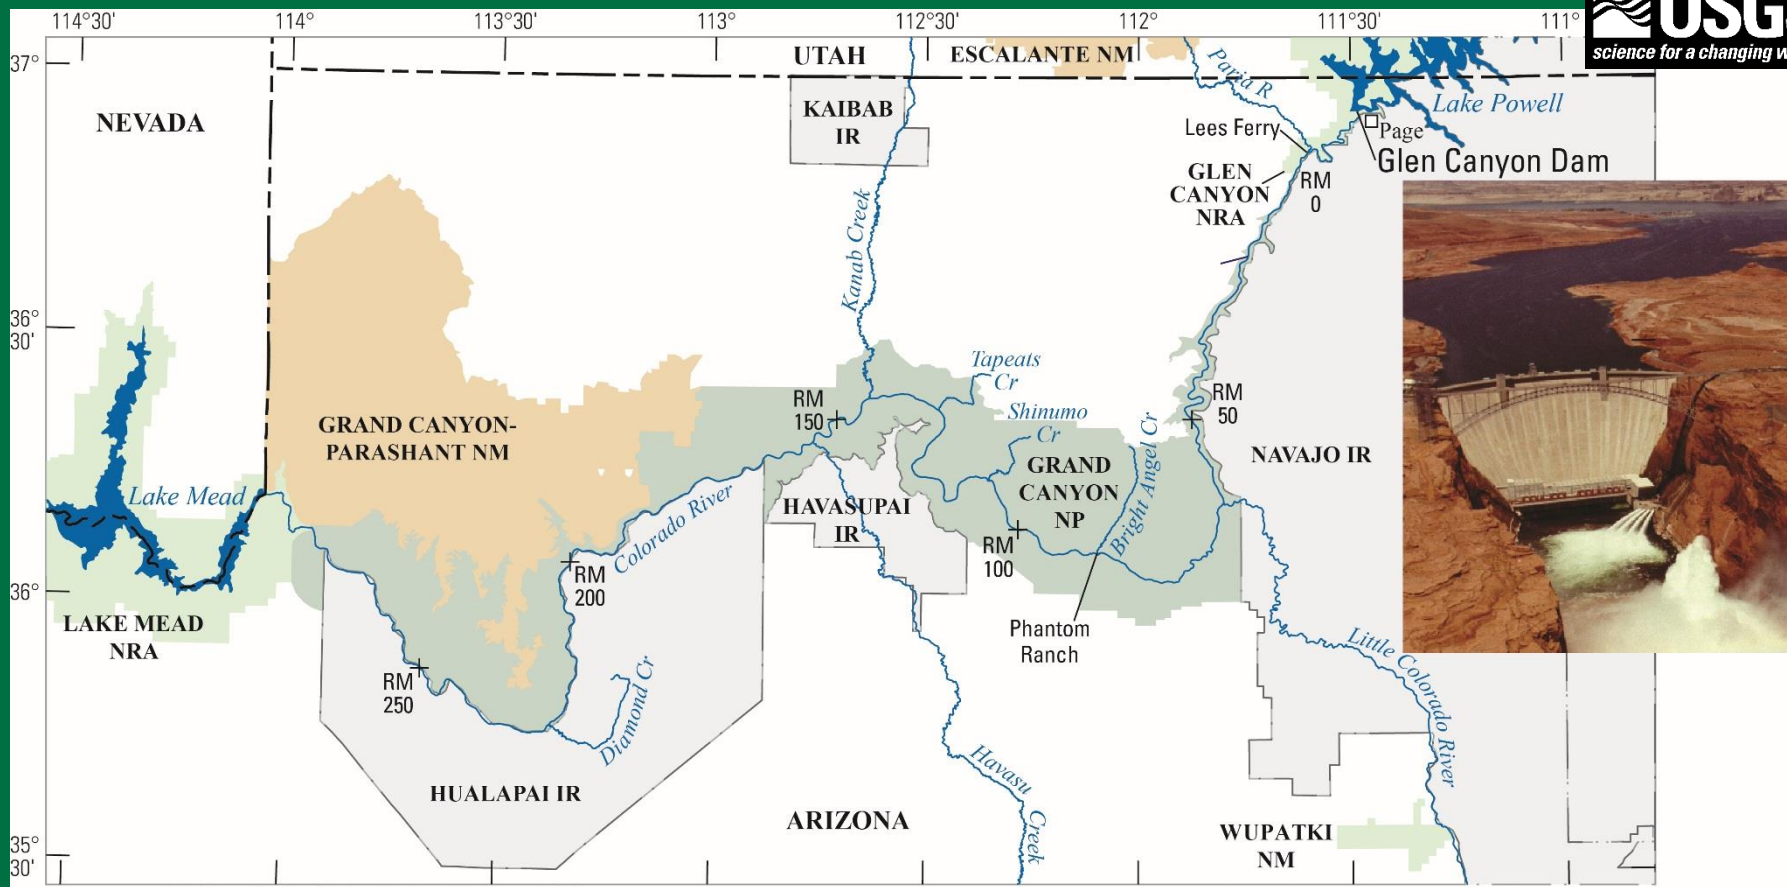 114°30'
114°
113°30'
113°
112°30'
112°
111°30'
111°
USGS
science for a changing w
37°
36°
30'
36°
35°
30'
NEVADA
UTAH
ESCALANTE NM
KAIBAB
IR
Paria R
Lake Powell
Lees Ferry
Page
Glen Canyon Dam
GLEN
CANYON
NRA
RM
0
Kanab Creek
Tapeats
Cr
Shinumo
Cr
RM
150
RM
50
GRAND CANYON-
PARASHANT NM
NAVAJO IR
GRAND
CANYON
NP
Bright Angel Cr
Lake Mead
Colorado River
HAVASUPAI
IR
RM
100
RM
200
LAKE MEAD
NRA
Phantom
Ranch
Little Colorado River
RM
250
Diamond Cr
HUALAPAI IR
Havasu Creek
ARIZONA
WUPATKI
NM